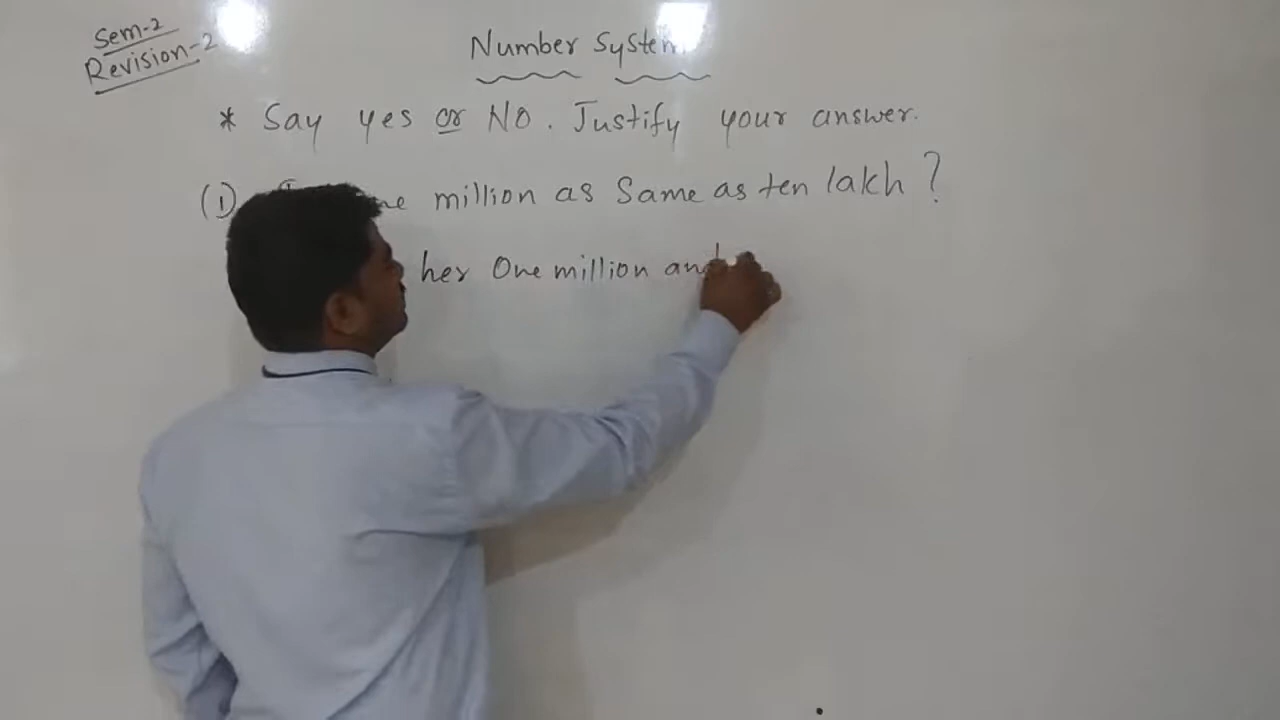 Sem-2
Revision-2
Number System
* Say yes or No. Justify your answer.
(1) million as Same as ten lakh ?
her One million and